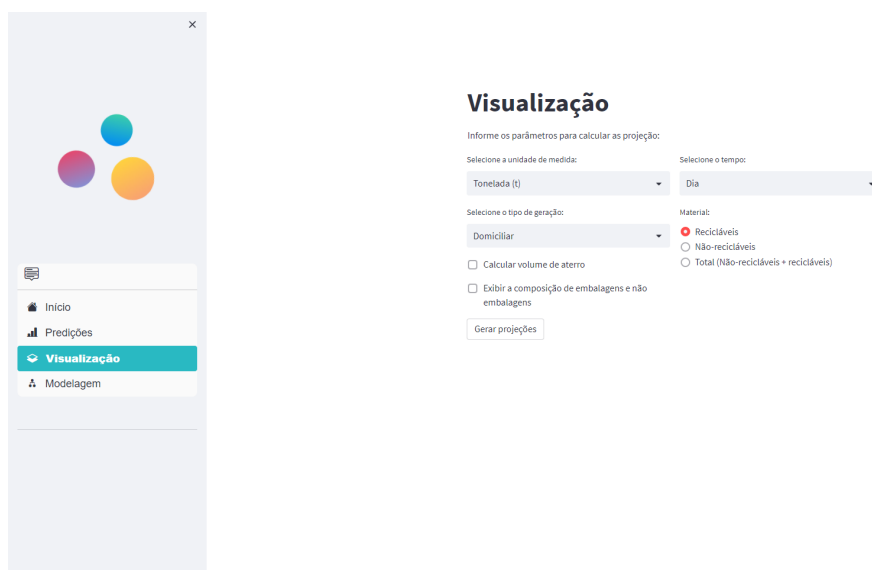 ×
Início
Predições
Visualização
Modelagem
Visualização
Informe os parâmetros para calcular as projeção:
Selecione a unidade de medida:
Tonelada (t)
Selecione o tempo:
Dia
Selecione o tipo de geração:
Domiciliar
Material:
Recicláveis
Não-recicláveis
Total (Não-recicláveis + recicláveis)
Calcular volume de aterro
Exibir a composição de embalagens e não
embalagens
Gerar projeções